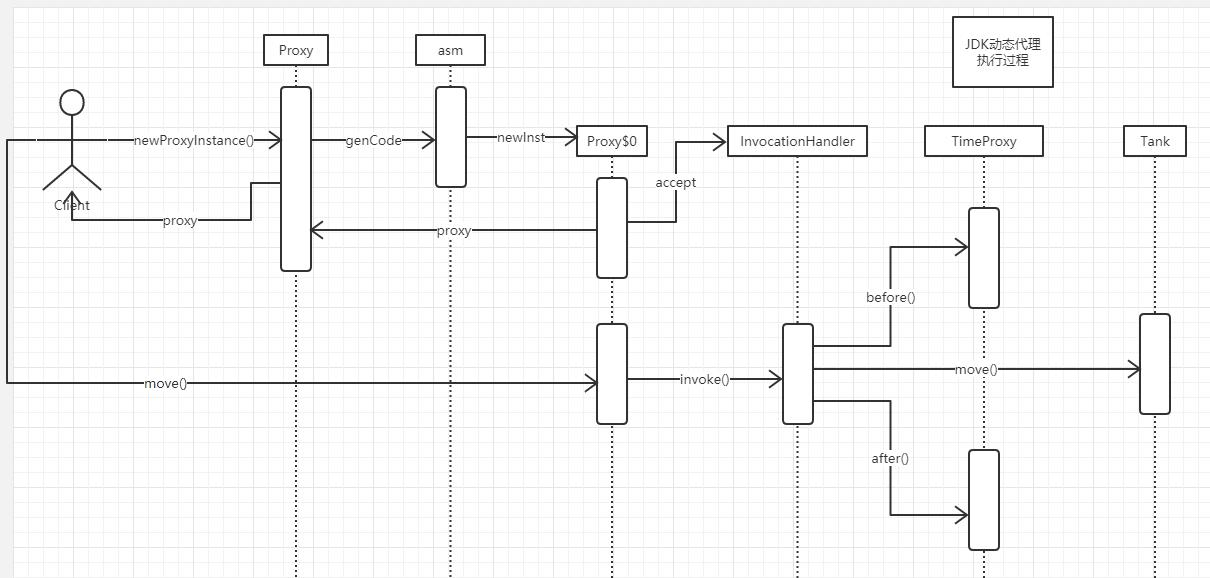 JDK动态代理
执行过程
Proxy
asm
newProxyInstance()
genCode
newInst
Proxy$0
InvocationHandler
TimeProxy
Tank
accept
Client
proxy
proxy
before()
move()
move()
invoke()
after()